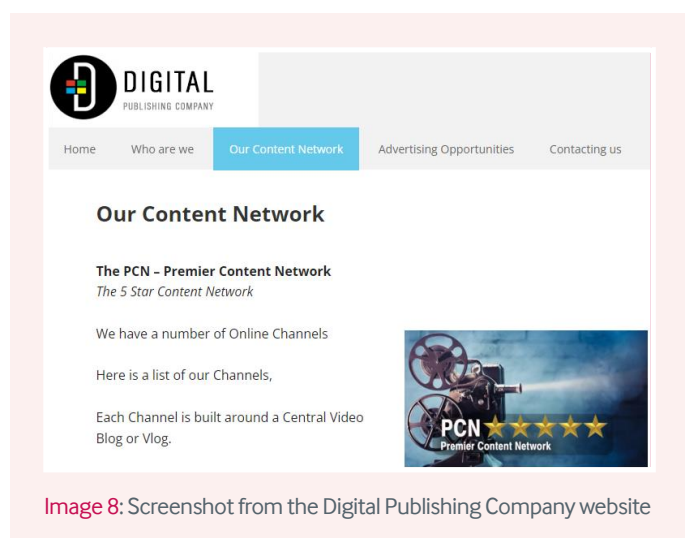 DIGITAL
PUBLISHING COMPANY
Home Who are we Our Content Network Advertising Opportunities Contacting us
Our Content Network
The PCN – Premier Content Network
The 5 Star Content Network
We have a number of Online Channels
Here is a list of our Channels,
Each Channel is built around a Central Video
Blog or Vlog.
PCN
Premier Content Network
Image 8: Screenshot from the Digital Publishing Company website